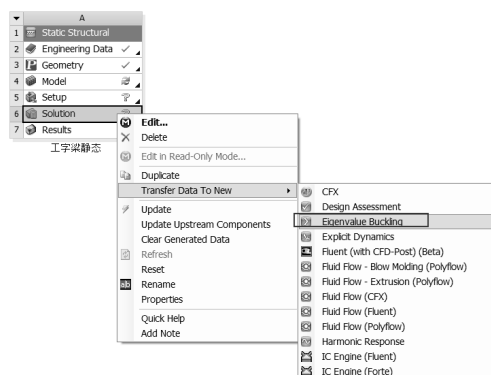 A
1 Static Structural
2 Engineering Data
3 Geometry
4 Model
5 Setup
6 Solution
7 Results
工字梁静态
Edit...
Delete
Edit in Read-Only Mode...
Duplicate
Transfer Data To New
Update
Update Upstream Components
Clear Generated Data
Refresh
Reset
ab Rename
Properties
Quick Help
Add Note
CFX
Design Assessment
Eigenvalue Buckling
Explicit Dynamics
Fluent (with CFD-Post) (Beta)
Fluid Flow - Blow Molding (Polyflow)
Fluid Flow - Extrusion (Polyflow)
Fluid Flow (CFX)
Fluid Flow (Fluent)
Fluid Flow (Polyflow)
Harmonic Response
IC Engine (Fluent)
IC Engine (Forte)